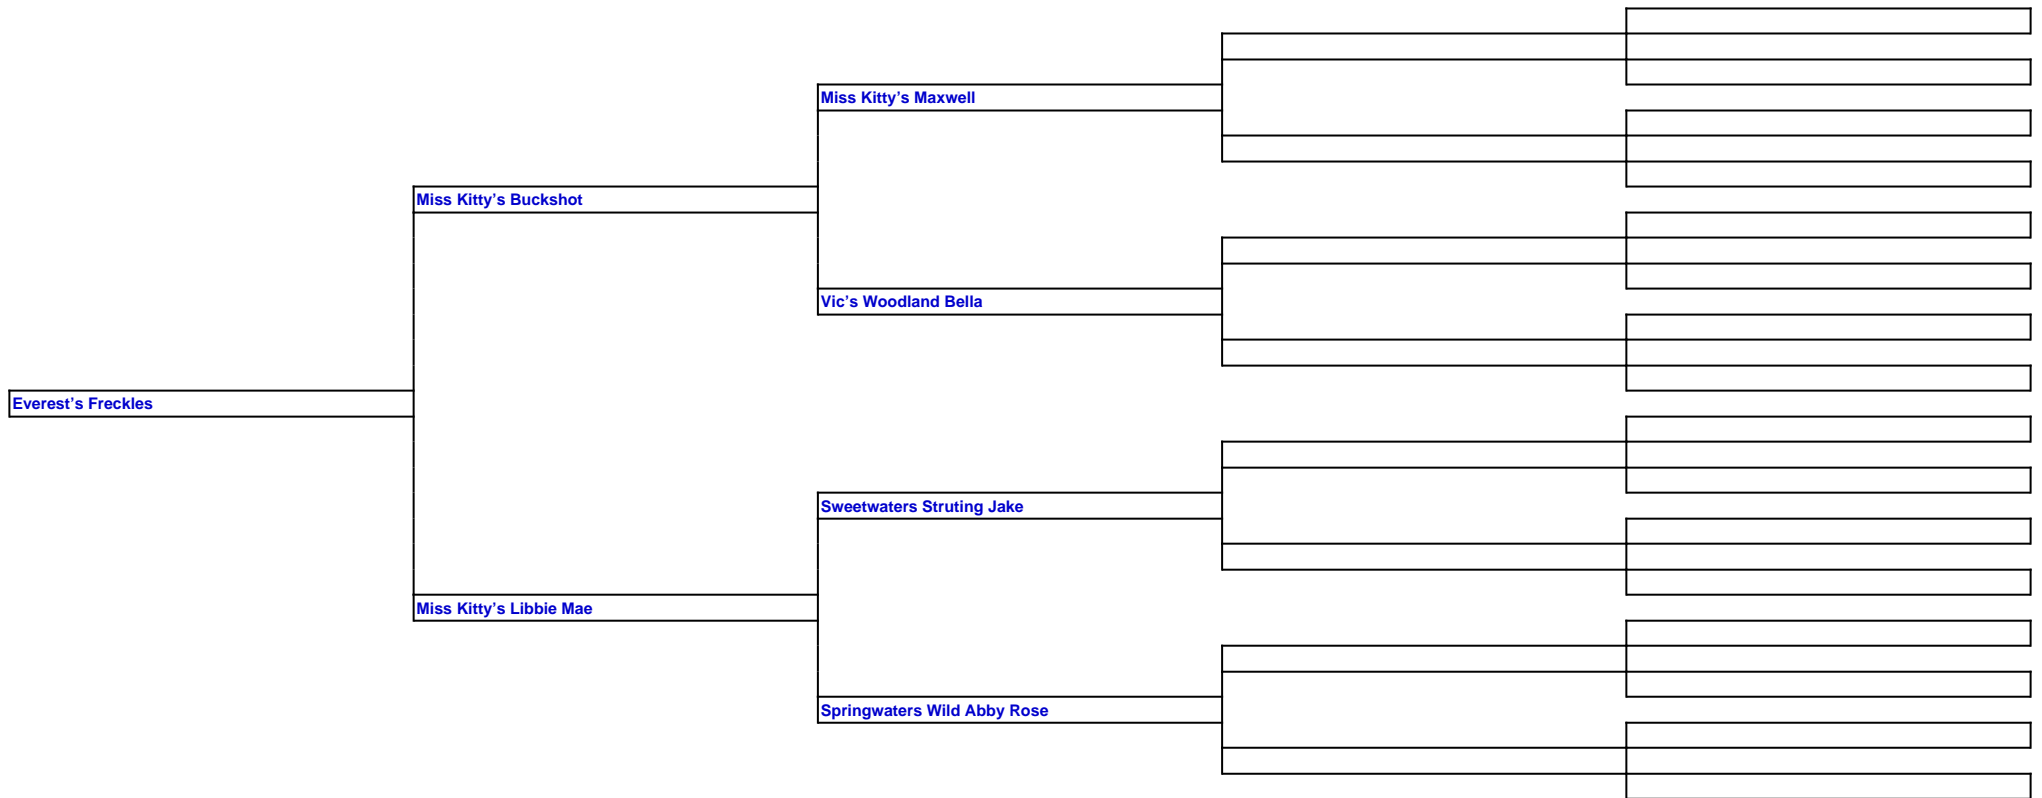 Miss Kitty’s Maxwell
Miss Kitty’s Buckshot
Vic’s Woodland Bella
Everest’s Freckles
Sweetwaters Struting Jake
Miss Kitty’s Libbie Mae
Springwaters Wild Abby Rose